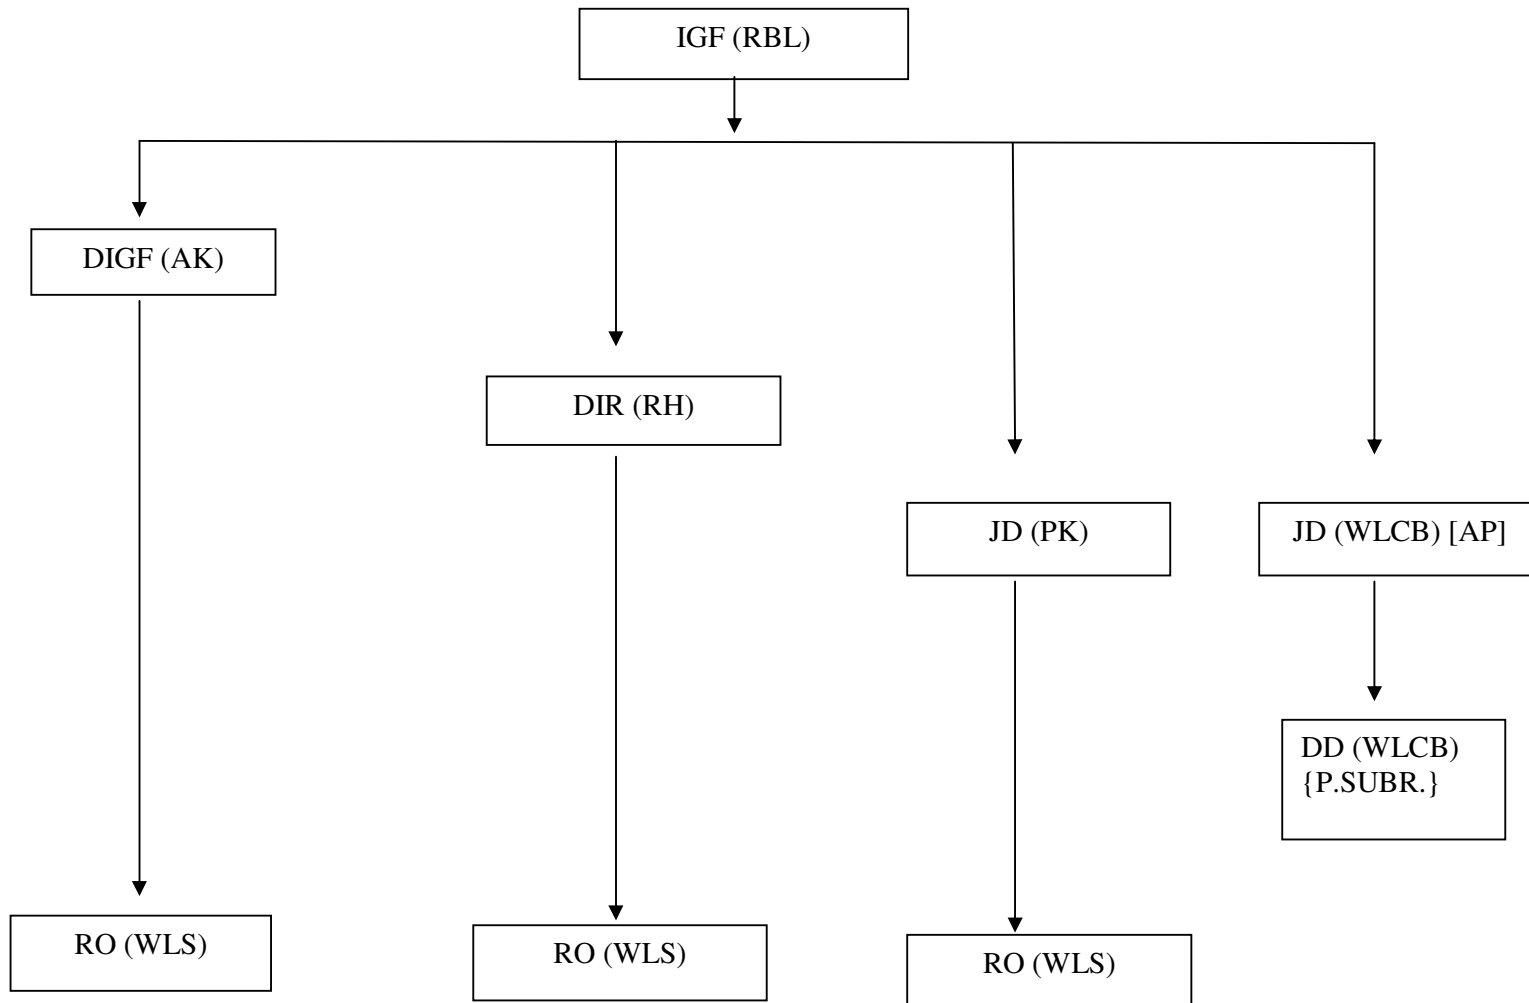 IGF (RBL)
DIGF (AK)
DIR (RH)
JD (PK)
JD (WLCB) [AP]
DD (WLCB)
{P.SUBR.}
RO (WLS)
RO (WLS)
RO (WLS)